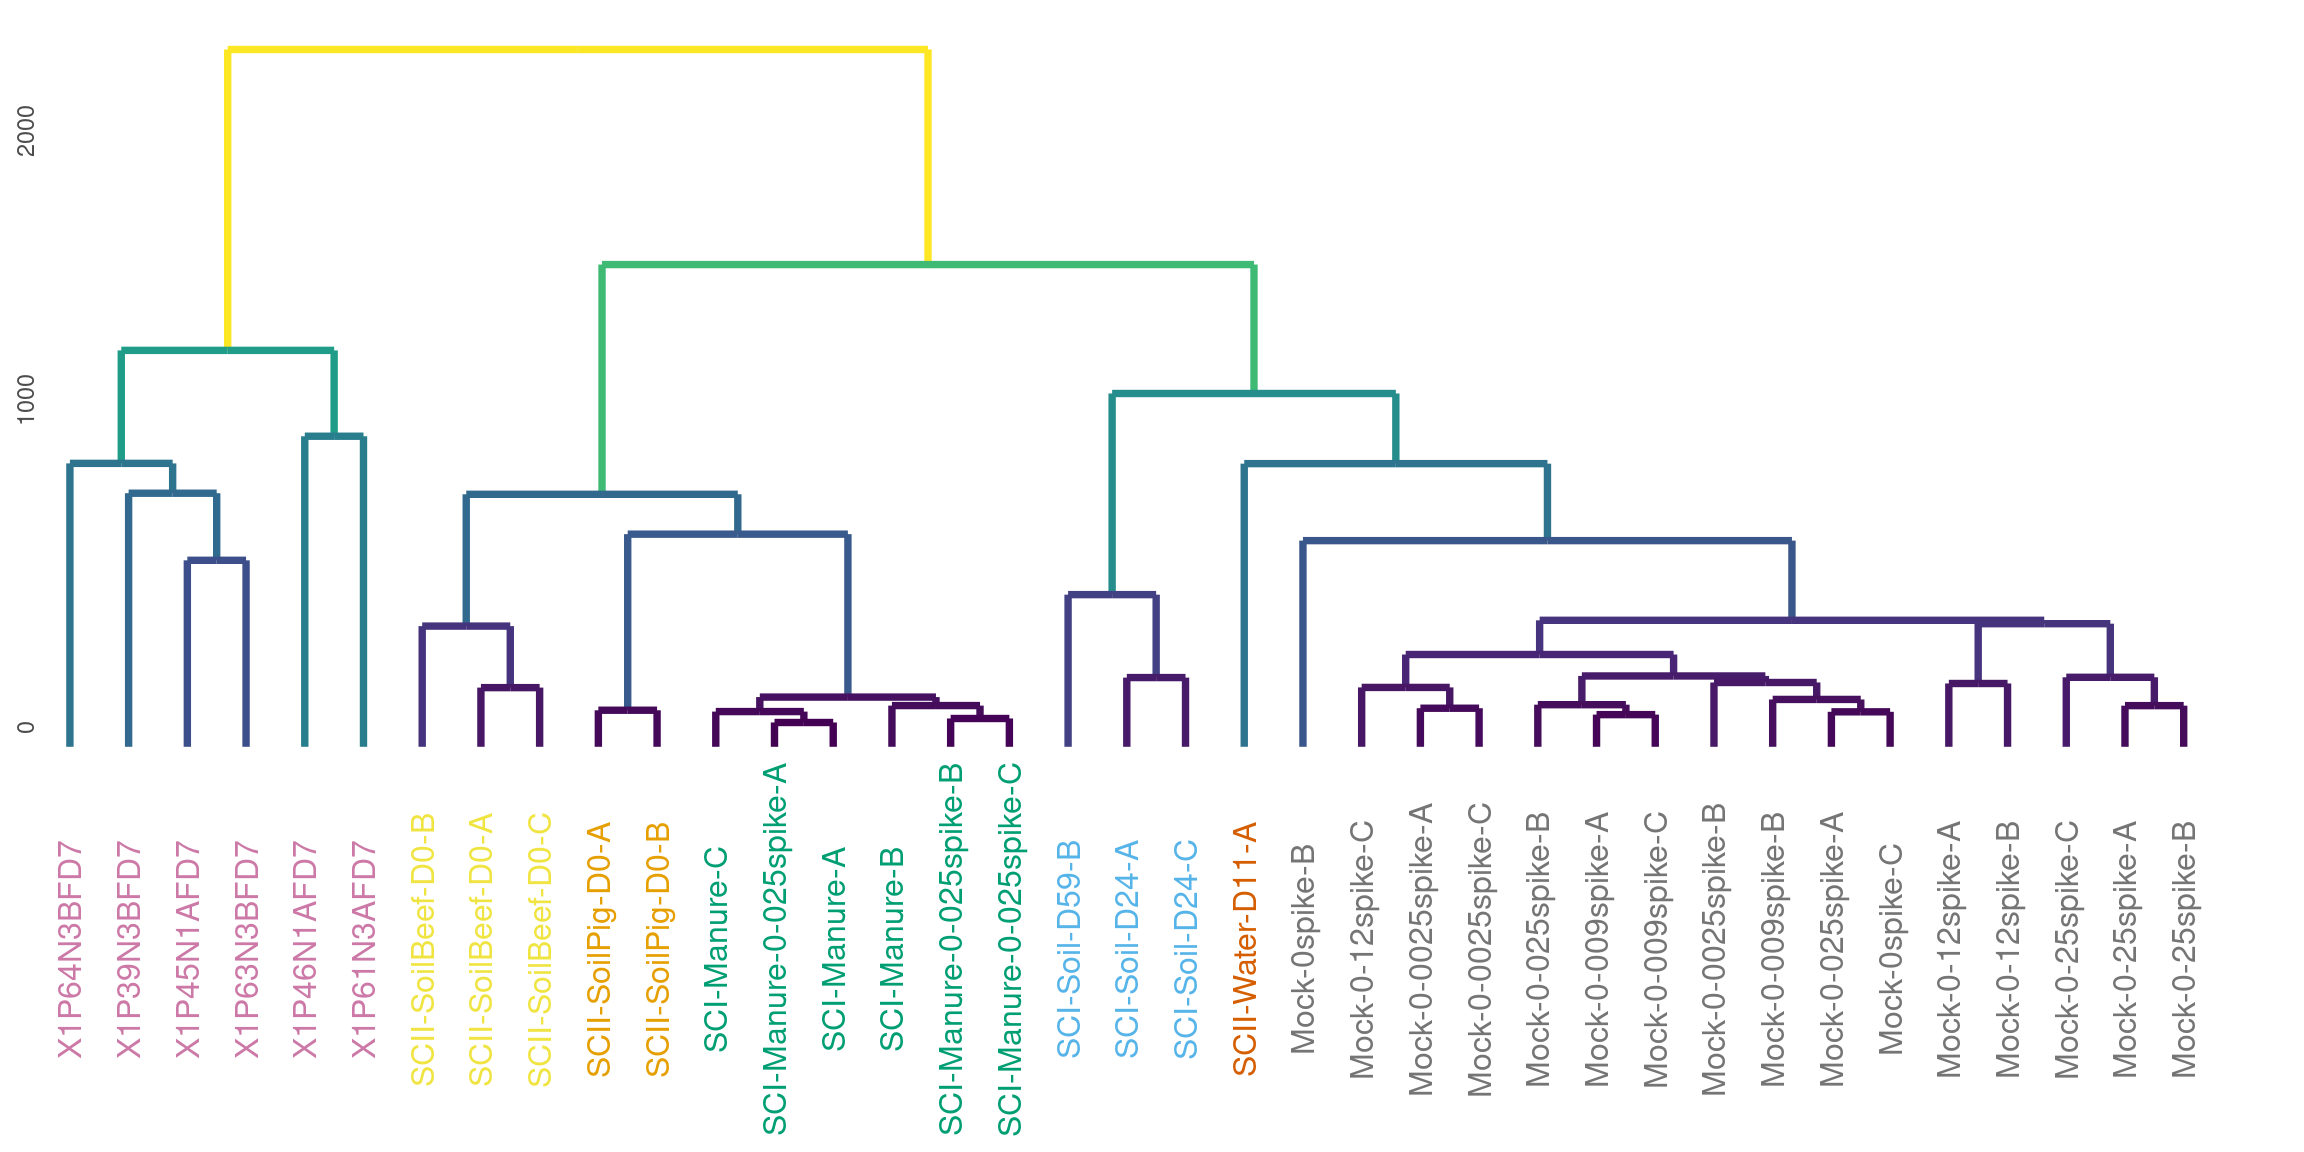 2000
1000
0
X1P64N3BFD7
X1P39N3BFD7
X1P45N1AFD7
X1P63N3BFD7
X1P46N1AFD7
X1P61N3AFD7
SCII-SoilBeef-D0-B
SCII-SoilBeef-D0-A
SCII-SoilBeef-D0-C
SCII-SoilPig-D0-A
SCII-SoilPig-D0-B
SCI-Manure-C
SCI-Manure-0-025spike-A
SCI-Manure-A
SCI-Manure-B
SCI-Manure-0-025spike-B
SCI-Manure-0-025spike-C
SCI-Soil-D59-B
SCI-Soil-D24-A
SCI-Soil-D24-C
SCII-Water-D11-A
Mock-0spike-B
Mock-0-12spike-C
Mock-0-0025spike-A
Mock-0-0025spike-C
Mock-0-025spike-B
Mock-0-009spike-A
Mock-0-009spike-C
Mock-0-0025spike-B
Mock-0-009spike-B
Mock-0-025spike-A
Mock-0spike-C
Mock-0-12spike-A
Mock-0-12spike-B
Mock-0-25spike-C
Mock-0-25spike-A
Mock-0-25spike-B